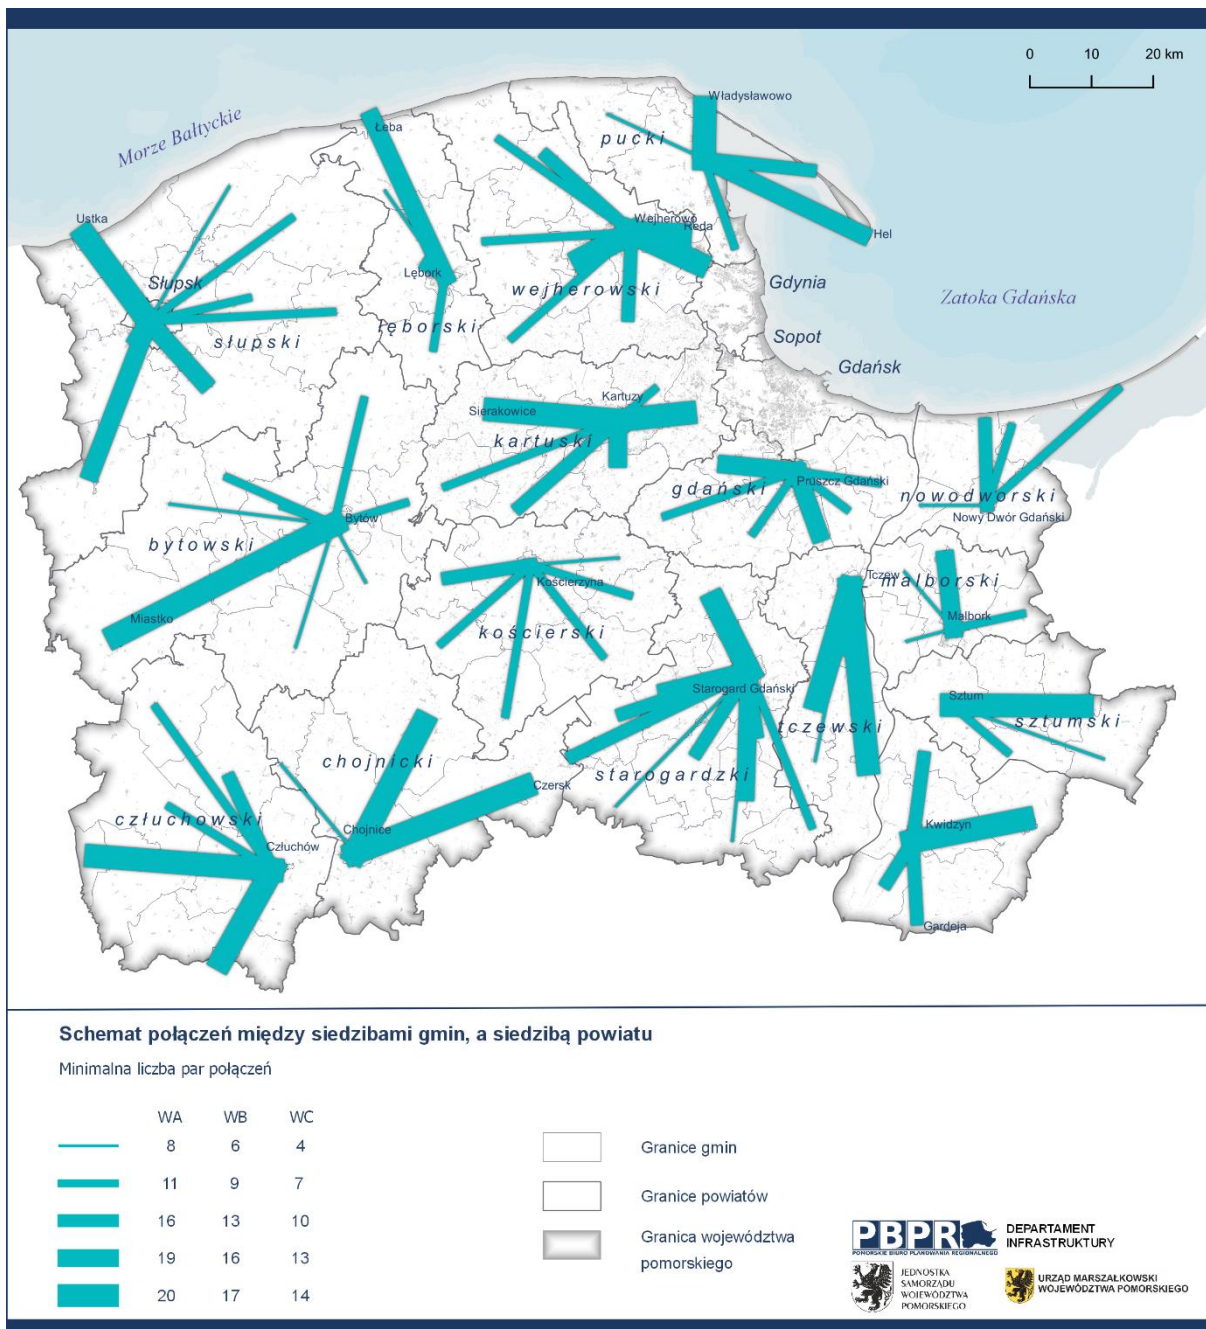 0 10 20 km
Władysławowo
Morze Bałtyckie
Łeba
pucki
Ustka
Wejherowo
Reda
Hel
Słupsk
Lębork
wejherowski
Gdynia
Zatoka Gdańska
lęborski
słupski
Sopot
Gdańsk
Kartuzy
Sierakowice
kartuski
gdański
Pruszcz Gdański
nowodworski
Nowy Dwór Gdański
Bytów
bytowski
Kościerzyna
Tczew
malborski
Miastko
kościerski
Malbork
Starogard Gdański
Sztum
tczewski
sztumski
chojnicki
starogardzki
Czersk
człuchowski
Chojnice
Kwidzyn
Człuchów
Gardeja
Schemat połączeń między siedzibami gmin, a siedzibą powiatu
Minimalna liczba par połączeń
WA WB WC
8 6 4
11 9 7
16 13 10
19 16 13
20 17 14
Granice gmin
Granice powiatów
Granica województwa
pomorskiego
PBPR
POMORSKIE BIURO PLANOWANIA REGIONALNEGO
DEPARTAMENT
INFRASTRUKTURY
JEDNOSTKA
SAMORZĄDU
WOJEWÓDZTWA
POMORSKIEGO
URZĄD MARSZAŁKOWSKI
WOJEWÓDZTWA POMORSKIEGO